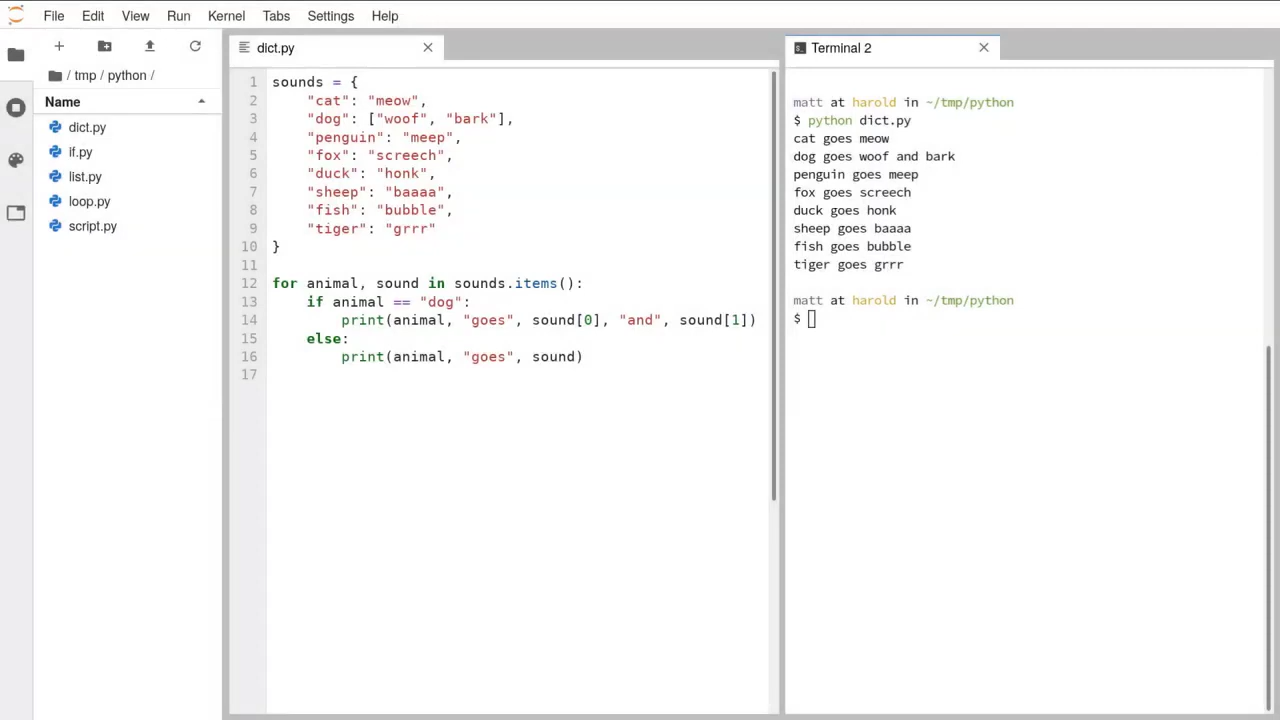 File Edit View Run Kernel Tabs Settings Help
/ tmp / python /
Name
dict.py
if.py
list.py
loop.py
script.py
dict.py
1 sounds = {
2     "cat": "meow",
3     "dog": ["woof", "bark"],
4     "penguin": "meep",
5     "fox": "screech",
6     "duck": "honk",
7     "sheep": "baaaa",
8     "fish": "bubble",
9     "tiger": "grrr"
10 }
11
12 for animal, sound in sounds.items():
13     if animal == "dog":
14         print(animal, "goes", sound[0], "and", sound[1])
15     else:
16         print(animal, "goes", sound)
17
Terminal 2
matt at harold in ~/tmp/python
$ python dict.py
cat goes meow
dog goes woof and bark
penguin goes meep
fox goes screech
duck goes honk
sheep goes baaaa
fish goes bubble
tiger goes grrr
matt at harold in ~/tmp/python
$